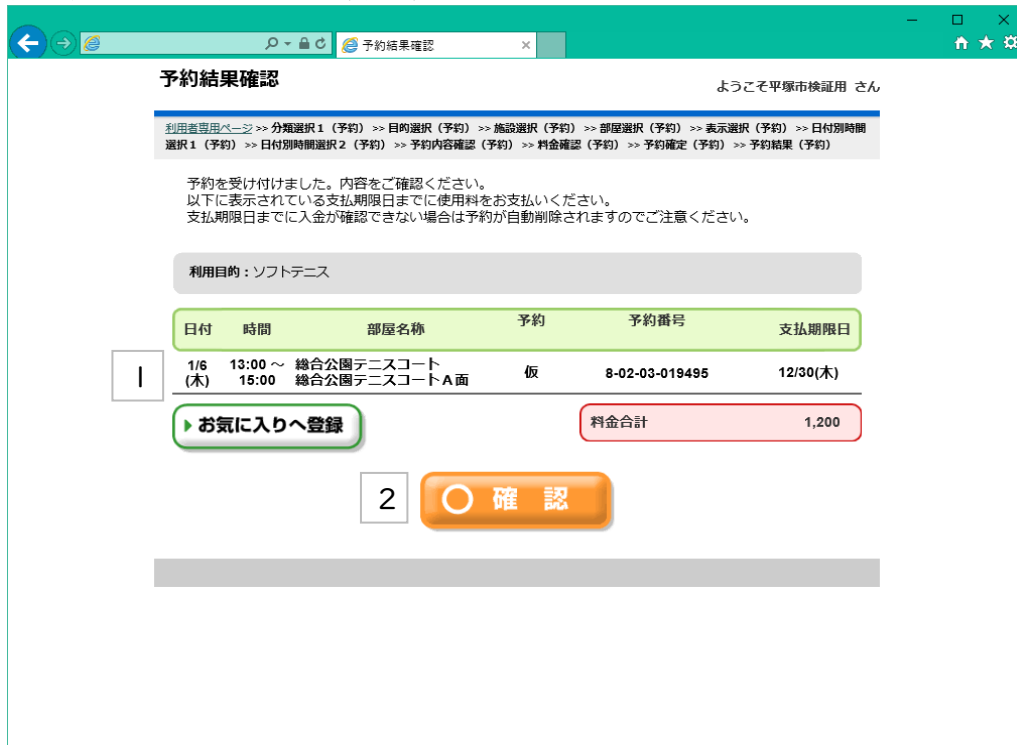 予約結果確認
予約結果確認
ようこそ平塚市検証用 さん
利用者専用ページ >> 分類選択1（予約） >> 目的選択（予約） >> 施設選択（予約） >> 部屋選択（予約） >> 表示選択（予約） >> 日付別時間
選択1（予約） >> 日付別時間選択2（予約） >> 予約内容確認（予約） >> 料金確認（予約） >> 予約確定（予約） >> 予約結果（予約）
予約を受け付けました。内容をご確認ください。
以下に表示されている支払期限日までに使用料をお支払いください。
支払期限日までに入金が確認できない場合は予約が自動削除されますのでご注意ください。
利用目的：ソフトテニス
日付 時間 部屋名称 予約 予約番号 支払期限日
1
1/6 13:00～ 総合公園テニスコート
(木) 15:00 総合公園テニスコートA面 仮 8-02-03-019495 12/30(木)
お気に入りへ登録
料金合計 1,200
2
確 認